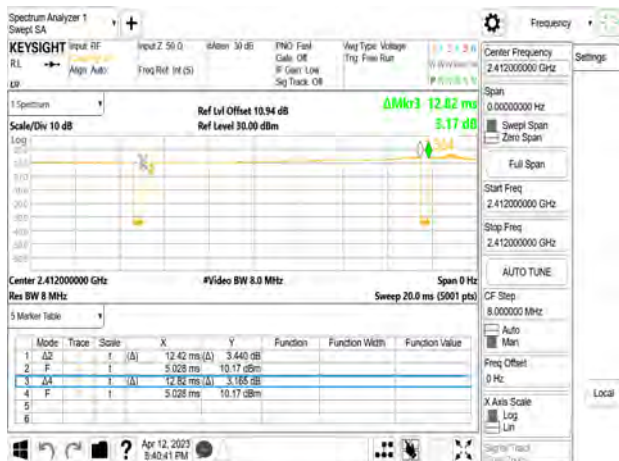 Spectrum Analyzer 1
Swept SA
+
Frequency
KEYSIGHT Input: RF
Input Z: 50 Ω
#Atten: 30 dB
PNO: Fast
Avg Type: Voltage
RL
Align: Auto
Freq Ref: Int (S)
Gate: Off
Trig: Free Run
IF Gain: Low
Sig Track: Off
Center Frequency
2.412000000 GHz
Settings
1 Spectrum
Ref Lvl Offset 10.94 dB
ΔMkr3 12.82 ms
Scale/Div 10 dB
Ref Level 30.00 dBm
3.17 dB
Log
Span
0.00000000 Hz
Swept Span
Zero Span
Full Span
Start Freq
2.412000000 GHz
Stop Freq
2.412000000 GHz
AUTO TUNE
Center 2.412000000 GHz
#Video BW 8.0 MHz
Span 0 Hz
Res BW 8 MHz
Sweep 20.0 ms (5001 pts)
CF Step
8.000000 MHz
Auto
Man
5 Marker Table
Mode Trace Scale X Y Function Function Width Function Value
1 Δ2 t (Δ) 12.42 ms (Δ) 3.440 dB
2 F t 5.028 ms 10.17 dBm
3 Δ4 t (Δ) 12.82 ms (Δ) 3.165 dB
4 F t 5.028 ms 10.17 dBm
5
6
Freq Offset
0 Hz
X Axis Scale
Log
Lin
Local
Signal Track
?
Apr 12, 2023
5:40:41 PM